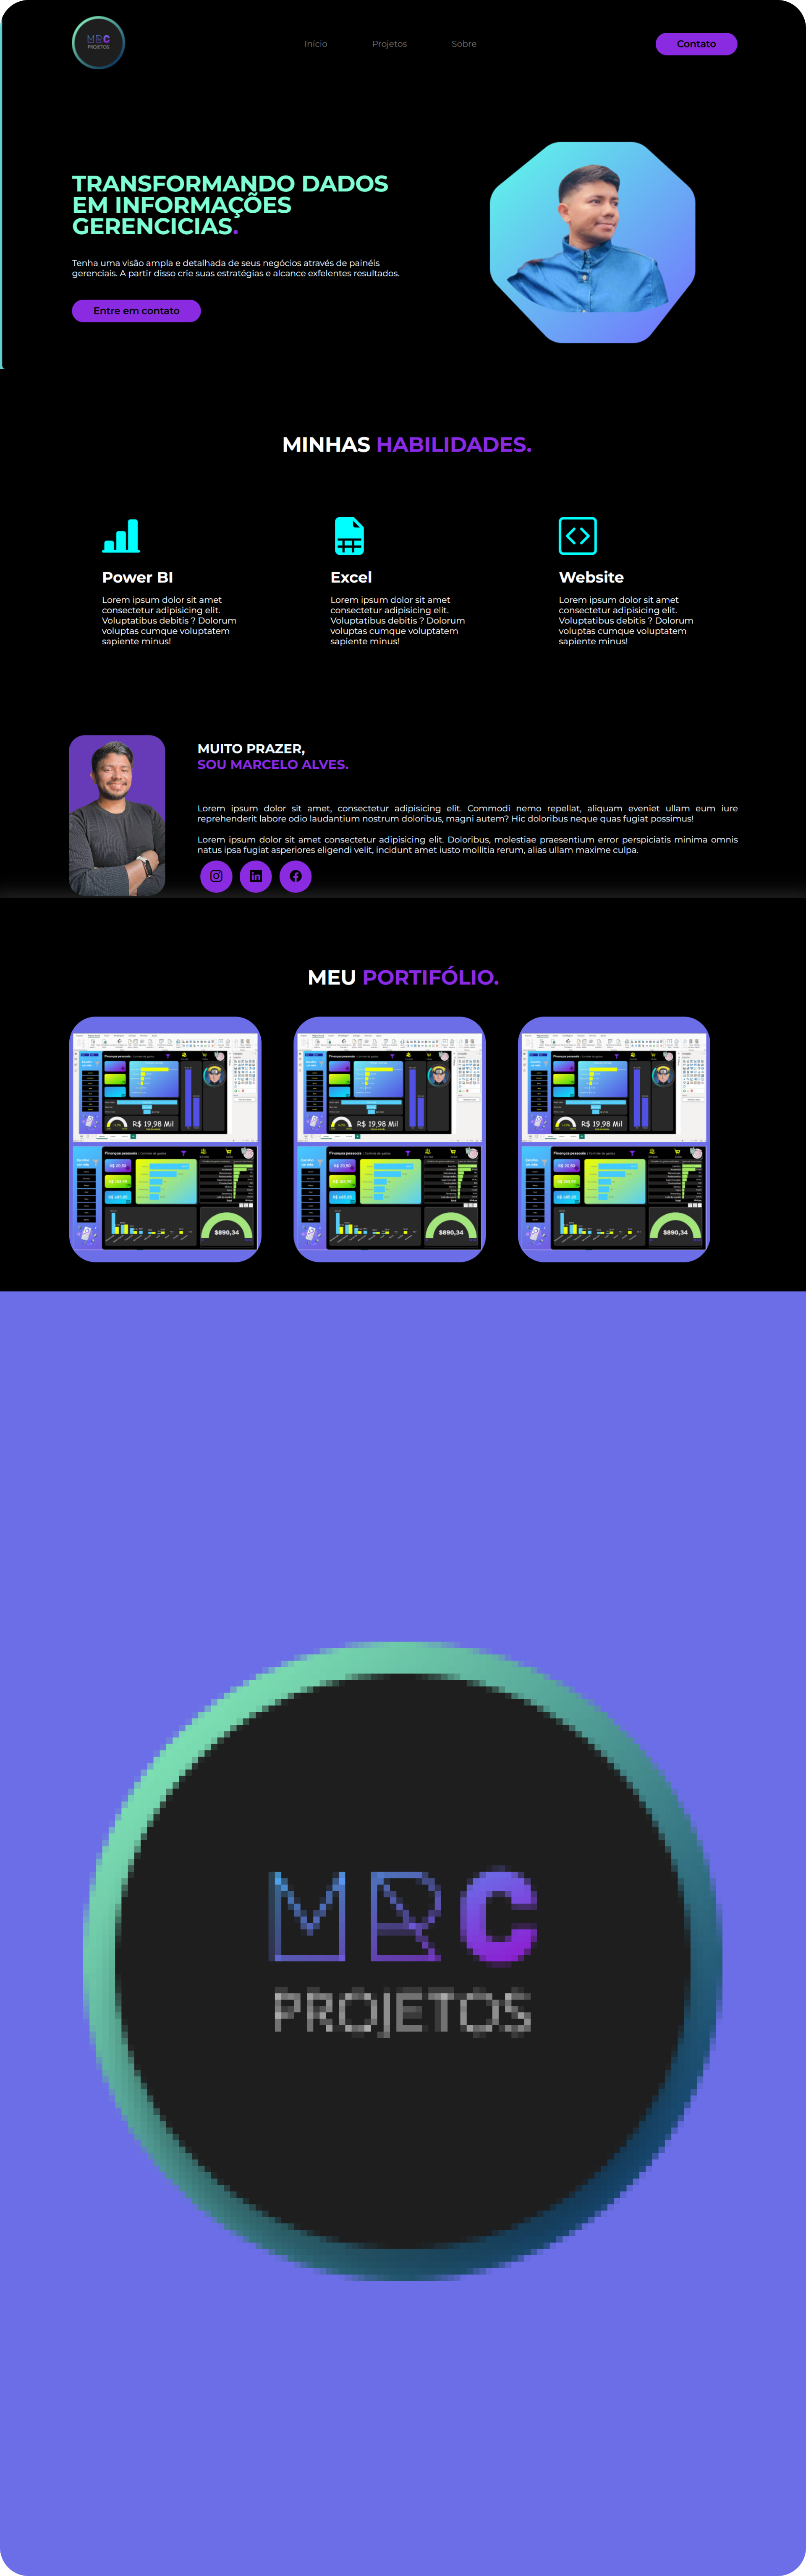 MRC
PROJETOS
Início
Projetos
Sobre
Contato
TRANSFORMANDO DADOS
EM INFORMAÇÕES
GERENCICIAS.
Tenha uma visão ampla e detalhada de seus negócios através de painéis
gerenciais. A partir disso crie suas estratégias e alcance exfelentes resultados.
Entre em contato
MINHAS HABILIDADES.
Power BI
Lorem ipsum dolor sit amet
consectetur adipisicing elit.
Voluptatibus debitis ? Dolorum
voluptas cumque voluptatem
sapiente minus!
Excel
Lorem ipsum dolor sit amet
consectetur adipisicing elit.
Voluptatibus debitis ? Dolorum
voluptas cumque voluptatem
sapiente minus!
Website
Lorem ipsum dolor sit amet
consectetur adipisicing elit.
Voluptatibus debitis ? Dolorum
voluptas cumque voluptatem
sapiente minus!
MUITO PRAZER,
SOU MARCELO ALVES.
Lorem ipsum dolor sit amet, consectetur adipisicing elit. Commodi nemo repellat, aliquam eveniet ullam eum iure
reprehenderit labore odio laudantium nostrum doloribus, magni autem? Hic doloribus neque quas fugiat possimus!
Lorem ipsum dolor sit amet consectetur adipisicing elit. Doloribus, molestiae praesentium error perspiciatis minima omnis
natus ipsa fugiat asperiores eligendi velit, incidunt amet iusto mollitia rerum, alias ullam maxime culpa.
MEU PORTIFÓLIO.
Finanças pessoais
R$ 19,98 Mil
Finanças pessoais
$890,34
Finanças pessoais
R$ 19,98 Mil
Finanças pessoais
$890,34
Finanças pessoais
R$ 19,98 Mil
Finanças pessoais
$890,34
MRC
PROJETOS